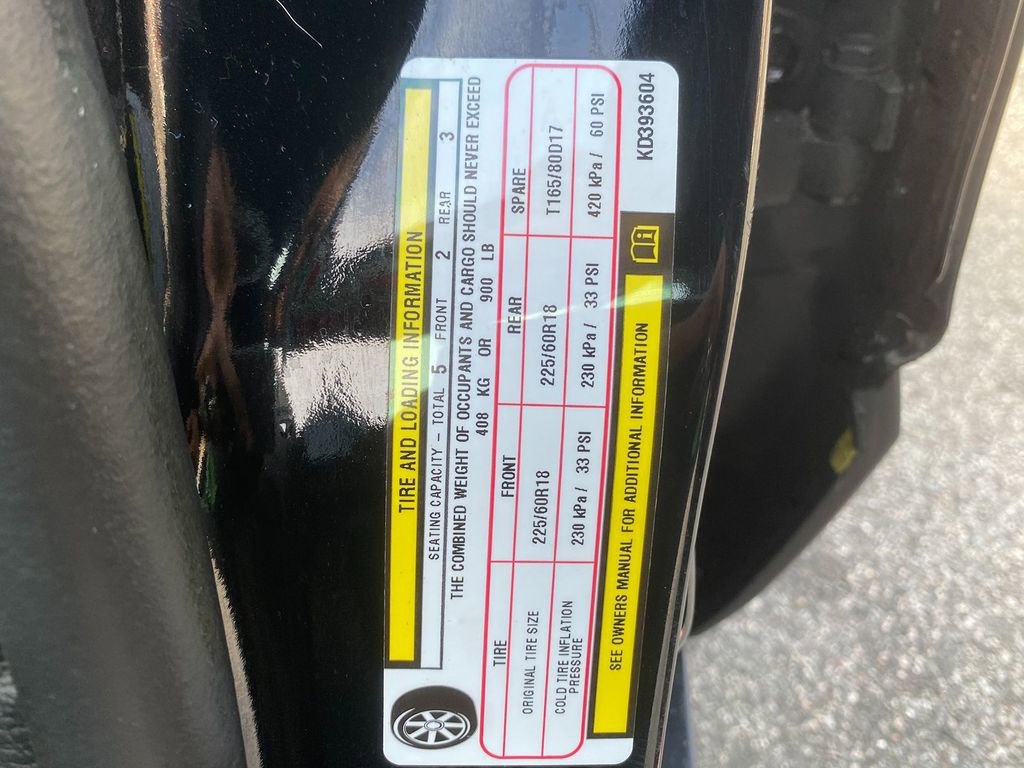 TIRE AND LOADING INFORMATION
SEATING CAPACITY – TOTAL 5 FRONT 2 REAR 3
THE COMBINED WEIGHT OF OCCUPANTS AND CARGO SHOULD NEVER EXCEED
408 KG OR 900 LB
TIRE FRONT REAR SPARE
ORIGINAL TIRE SIZE 225/60R18 225/60R18 T165/80D17
COLD TIRE INFLATION PRESSURE 230 kPa / 33 PSI 230 kPa / 33 PSI 420 kPa / 60 PSI
SEE OWNERS MANUAL FOR ADDITIONAL INFORMATION
KD393604